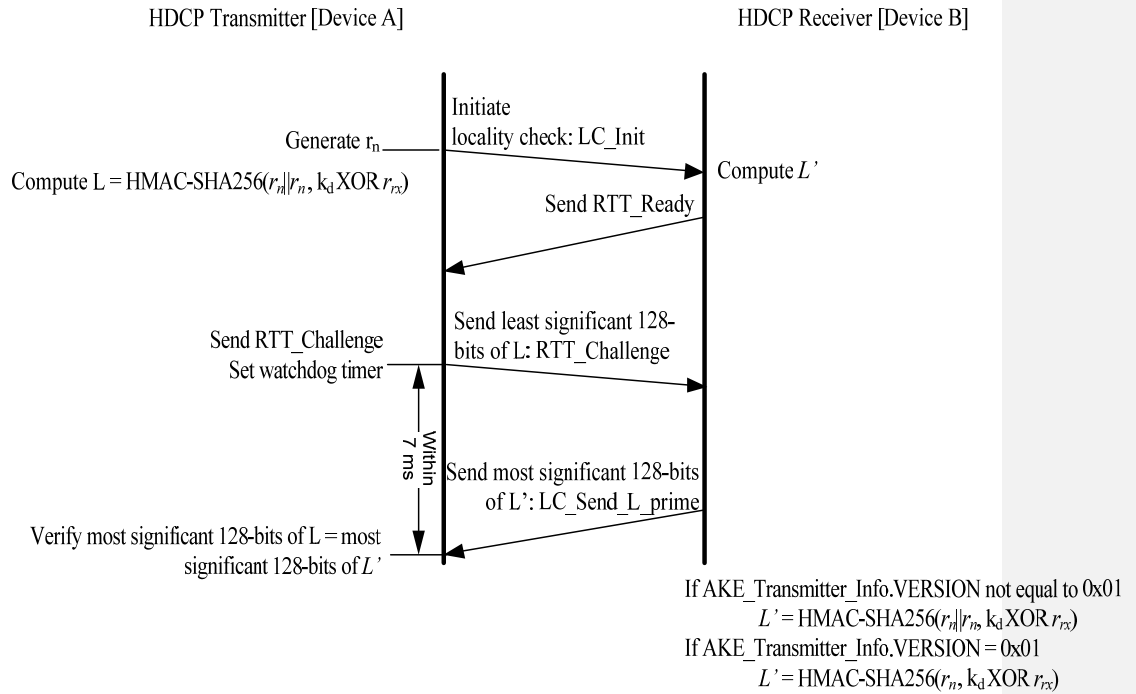 HDCP Transmitter [Device A]
HDCP Receiver [Device B]
Initiate
locality check: LC_Init
Generate rn
Compute L = HMAC-SHA256(rn||rn, kd XOR rrx)
Compute L’
Send RTT_Ready
Send least significant 128-
bits of L: RTT_Challenge
Send RTT_Challenge
Set watchdog timer
Within
7 ms
Send most significant 128-bits
of L’: LC_Send_L_prime
Verify most significant 128-bits of L = most
significant 128-bits of L’
If AKE_Transmitter_Info.VERSION not equal to 0x01
L’ = HMAC-SHA256(rn||rn, kd XOR rrx)
If AKE_Transmitter_Info.VERSION = 0x01
L’ = HMAC-SHA256(rn, kd XOR rrx)